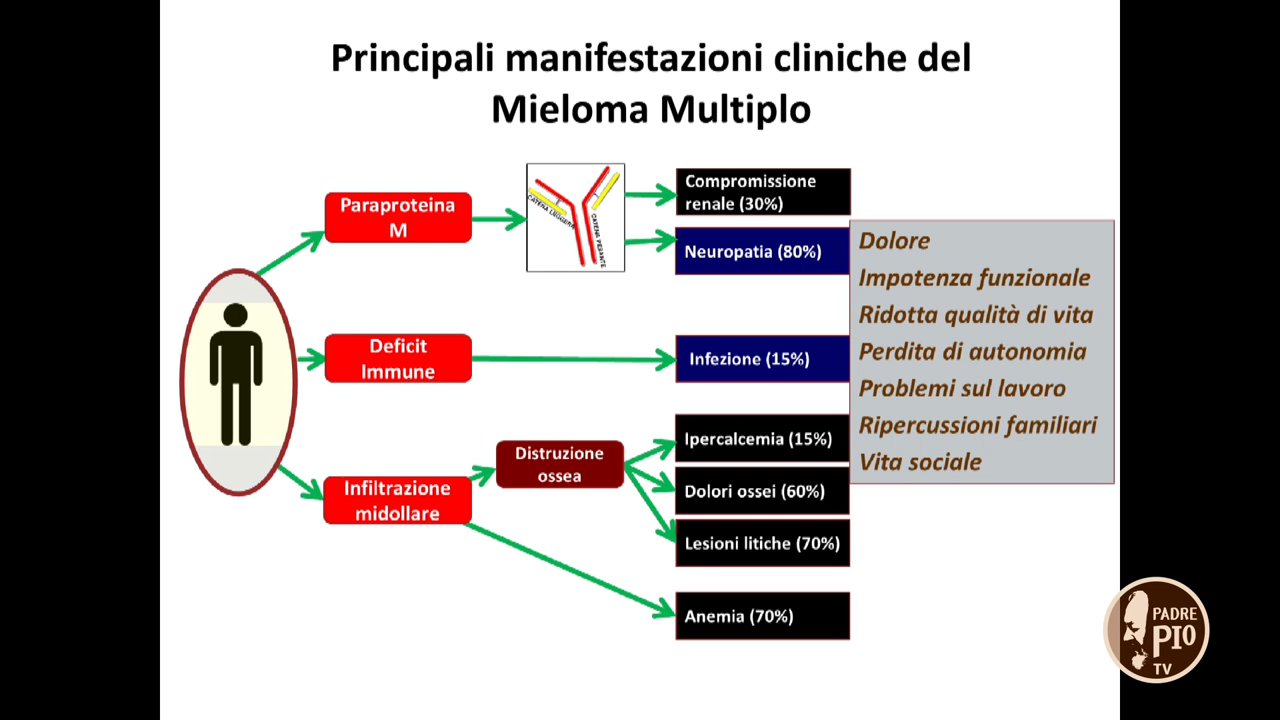 Principali manifestazioni cliniche del
Mieloma Multiplo
Paraproteina
M
CATENA LEGGERA
CATENA PESANTE
Compromissione
renale (30%)
Neuropatia (80%)
Deficit
Immune
Infezione (15%)
Infiltrazione
midollare
Distruzione
ossea
Ipercalcemia (15%)
Dolori ossei (60%)
Lesioni litiche (70%)
Anemia (70%)
Dolore
Impotenza funzionale
Ridotta qualità di vita
Perdita di autonomia
Problemi sul lavoro
Ripercussioni familiari
Vita sociale
PADRE
PIO
TV